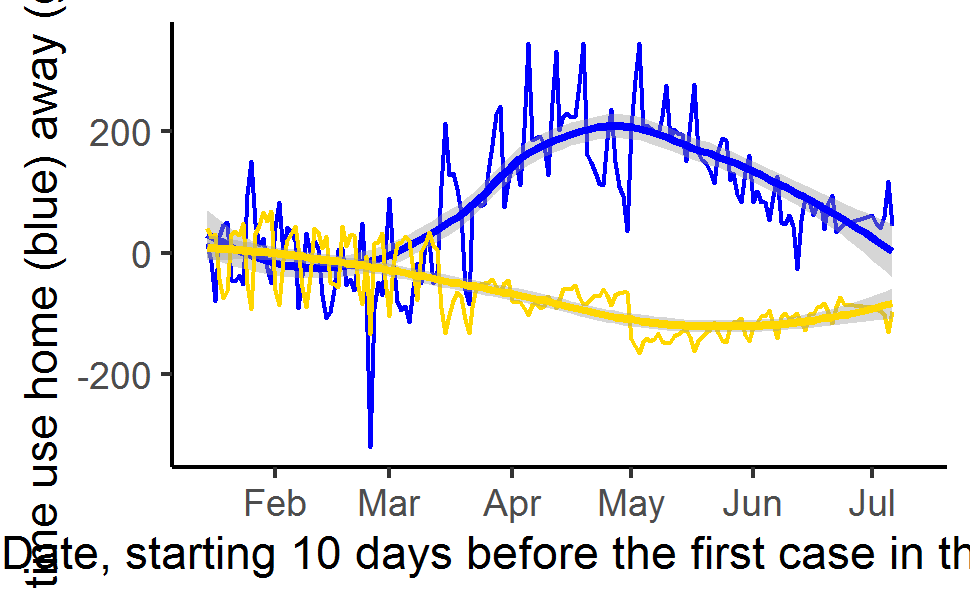 time use home (blue) away (
200
0
-200
Feb Mar Apr May Jun Jul
Date, starting 10 days before the first case in th